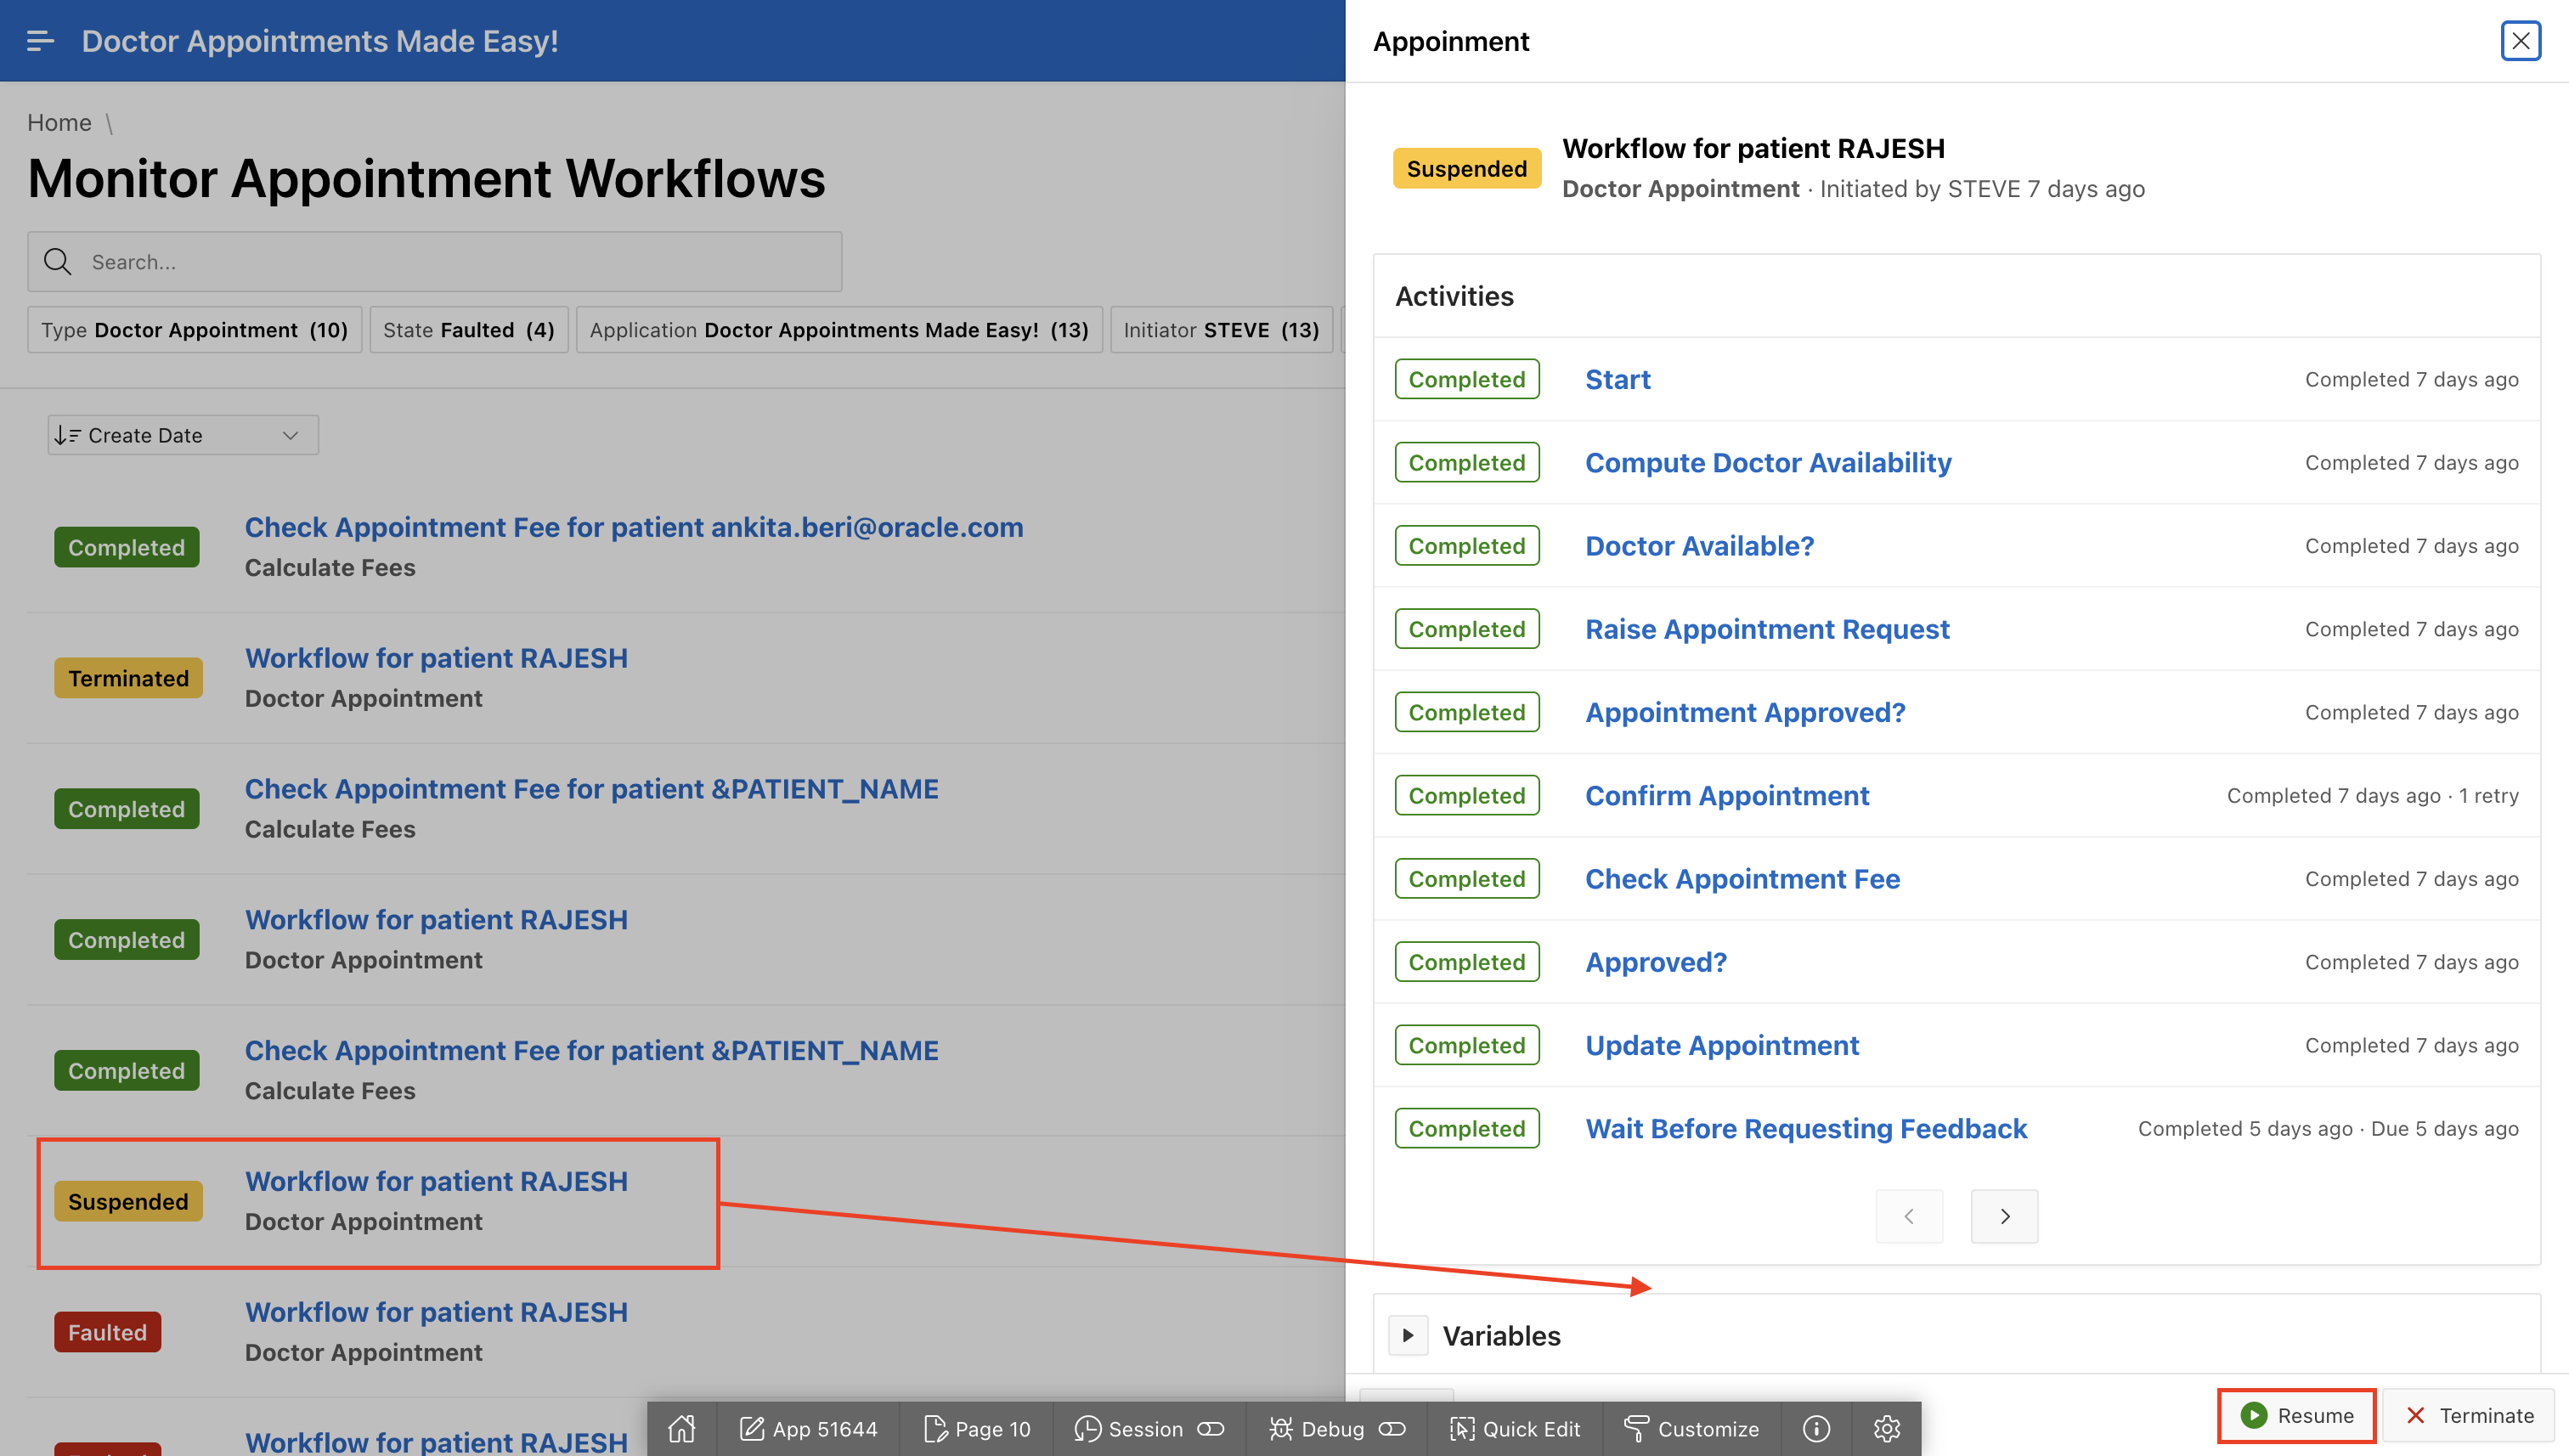 Doctor Appointments Made Easy!
Home \
Monitor Appointment Workflows
Search...
Type Doctor Appointment (10)
State Faulted (4)
Application Doctor Appointments Made Easy! (13)
Initiator STEVE (13)
Create Date
Completed
Check Appointment Fee for patient ankita.beri@oracle.com
Calculate Fees
Terminated
Workflow for patient RAJESH
Doctor Appointment
Completed
Check Appointment Fee for patient &PATIENT_NAME
Calculate Fees
Completed
Workflow for patient RAJESH
Doctor Appointment
Completed
Check Appointment Fee for patient &PATIENT_NAME
Calculate Fees
Suspended
Workflow for patient RAJESH
Doctor Appointment
Faulted
Workflow for patient RAJESH
Doctor Appointment
Workflow for patient RAJESH
Appoinment
Suspended
Workflow for patient RAJESH
Doctor Appointment · Initiated by STEVE 7 days ago
Activities
Completed Start Completed 7 days ago
Completed Compute Doctor Availability Completed 7 days ago
Completed Doctor Available? Completed 7 days ago
Completed Raise Appointment Request Completed 7 days ago
Completed Appointment Approved? Completed 7 days ago
Completed Confirm Appointment Completed 7 days ago · 1 retry
Completed Check Appointment Fee Completed 7 days ago
Completed Approved? Completed 7 days ago
Completed Update Appointment Completed 7 days ago
Completed Wait Before Requesting Feedback Completed 5 days ago · Due 5 days ago
Variables
Resume
Terminate
App 51644
Page 10
Session
Debug
Quick Edit
Customize